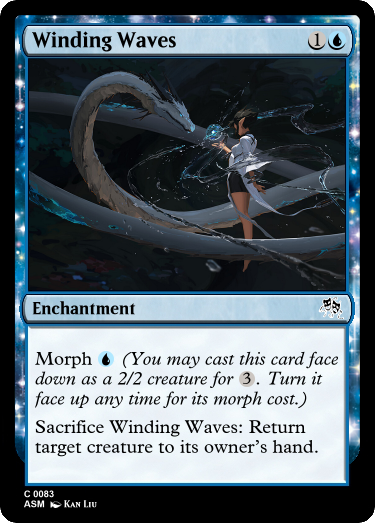 Winding Waves 1
Enchantment
Morph (You may cast this card face
down as a 2/2 creature for 3. Turn it
face up any time for its morph cost.)
Sacrifice Winding Waves: Return
target creature to its owner's hand.
C 0083
ASM Kan Liu